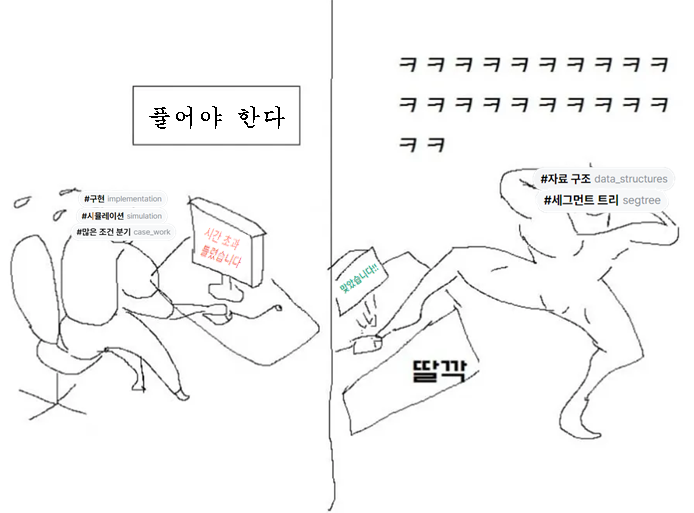 풀어야 한다
#구현 implementation
#시뮬레이션 simulation
#많은 조건 분기 case_work
시간 초과
틀렸습니다
ㅋㅋㅋㅋㅋㅋㅋㅋㅋㅋ
ㅋㅋㅋㅋㅋㅋㅋㅋㅋㅋ
ㅋㅋ
#자료 구조 data_structures
#세그먼트 트리 segtree
맞았습니다!!
딸깍